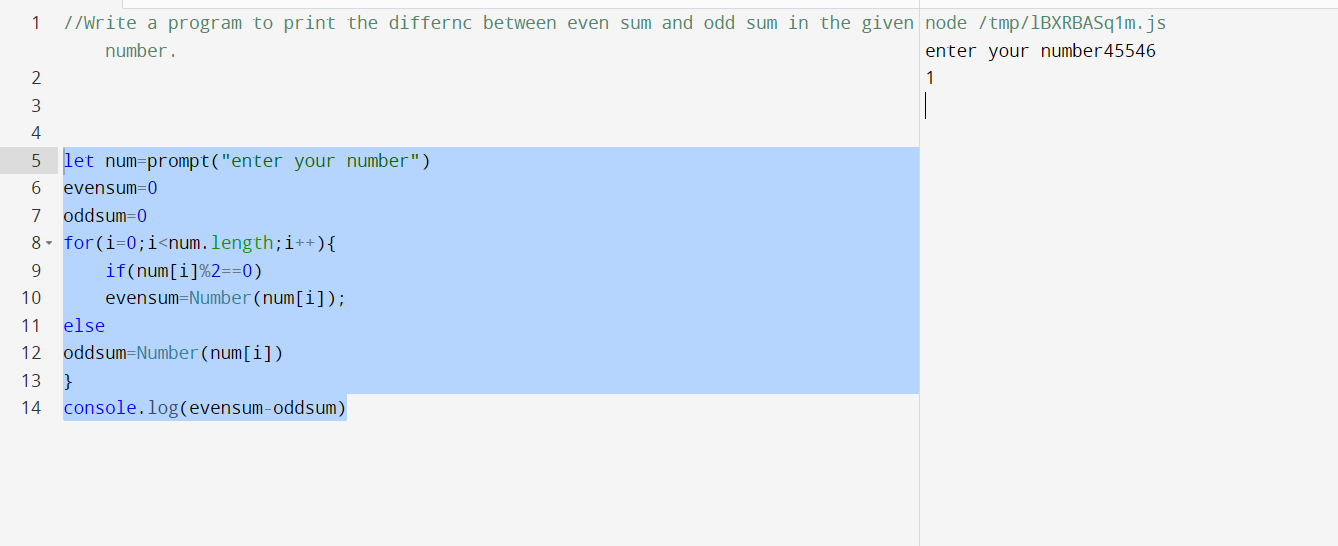 1 //Write a program to print the differnc between even sum and odd sum in the given
number.
2
3
4
5 let num=prompt("enter your number")
6 evensum=0
7 oddsum=0
8 for(i=0;i<num.length;i++){
9 if(num[i]%2==0)
10 evensum=Number(num[i]);
11 else
12 oddsum=Number(num[i])
13 }
14 console.log(evensum-oddsum)
node /tmp/lBXRBASq1m.js
enter your number45546
1